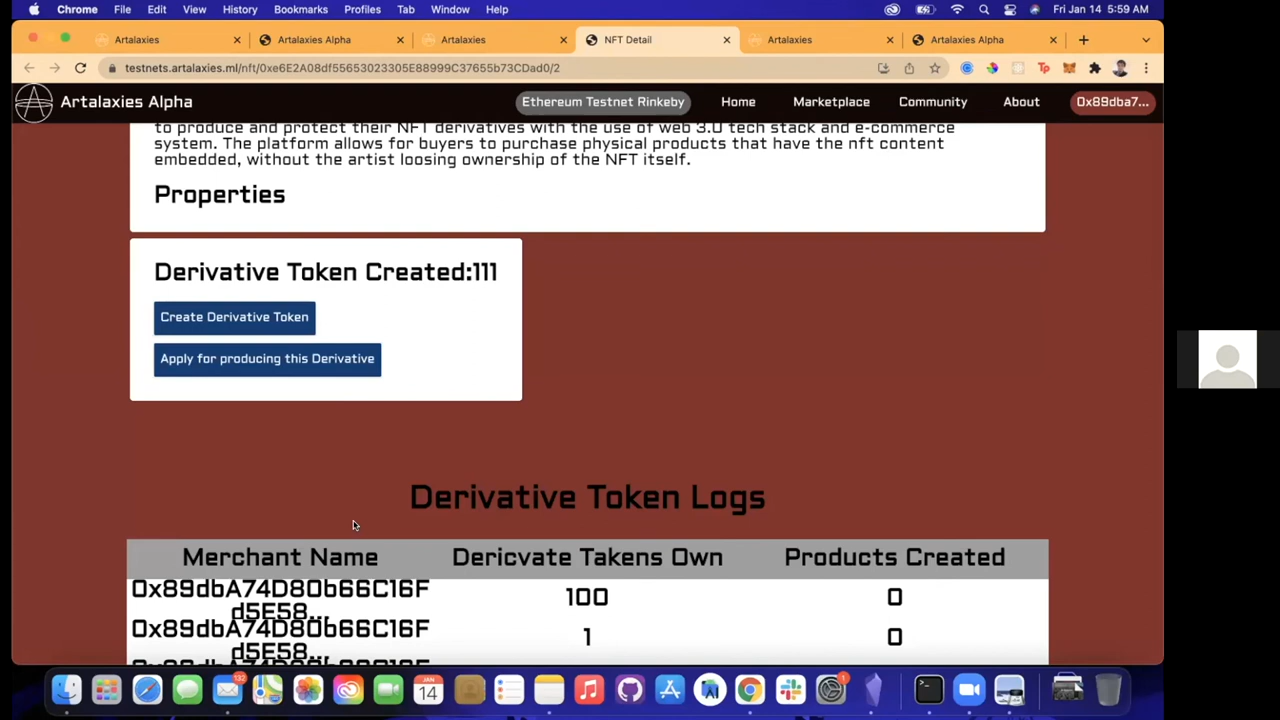 Chrome File Edit View History Bookmarks Profiles Tab Window Help Fri Jan 14 5:59 AM
Artalaxies Artalaxies Alpha Artalaxies NFT Detail Artalaxies Artalaxies Alpha
testnets.artalaxies.ml/nft/0xe6E2A08df55653023305E88999C37655b73CDad0/2
Artalaxies Alpha Ethereum Testnet Rinkeby Home Marketplace Community About 0x89dba7...
to produce and protect their NFT derivatives with the use of web 3.0 tech stack and e-commerce
system. The platform allows for buyers to purchase physical products that have the nft content
embedded, without the artist loosing ownership of the NFT itself.
Properties
Derivative Token Created:111
Create Derivative Token
Apply for producing this Derivative
Derivative Token Logs
Merchant Name Dericvate Takens Own Products Created
0x89dbA74D80b66C16F
d5E58... 100 0
0x89dbA74D80b66C16F
d5E58... 1 0
132
JAN
14
1